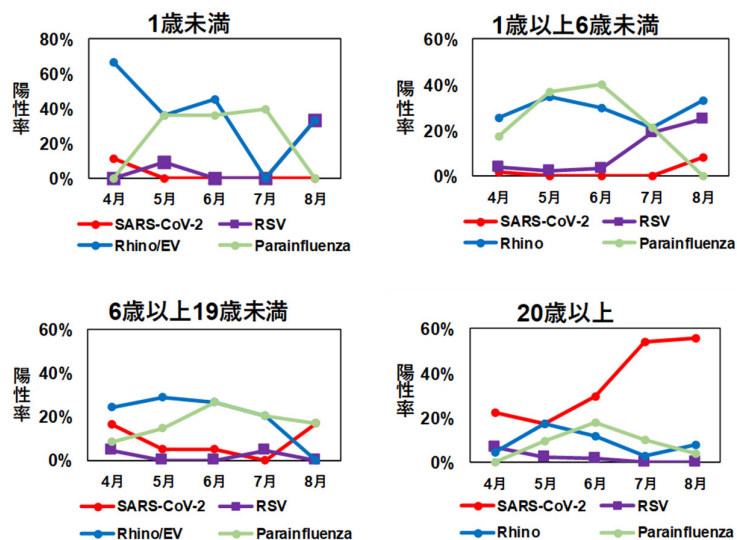 1歳未満
80%
60%
40%
20%
0%
陽性率
4月 5月 6月 7月 8月
SARS-CoV-2 RSV
Rhino/EV Parainfluenza
1歳以上6歳未満
60%
40%
20%
0%
陽性率
4月 5月 6月 7月 8月
SARS-CoV-2 RSV
Rhino Parainfluenza
6歳以上19歳未満
60%
40%
20%
0%
陽性率
4月 5月 6月 7月 8月
SARS-CoV-2 RSV
Rhino/EV Parainfluenza
20歳以上
60%
40%
20%
0%
陽性率
4月 5月 6月 7月 8月
SARS-CoV-2 RSV
Rhino Parainfluenza